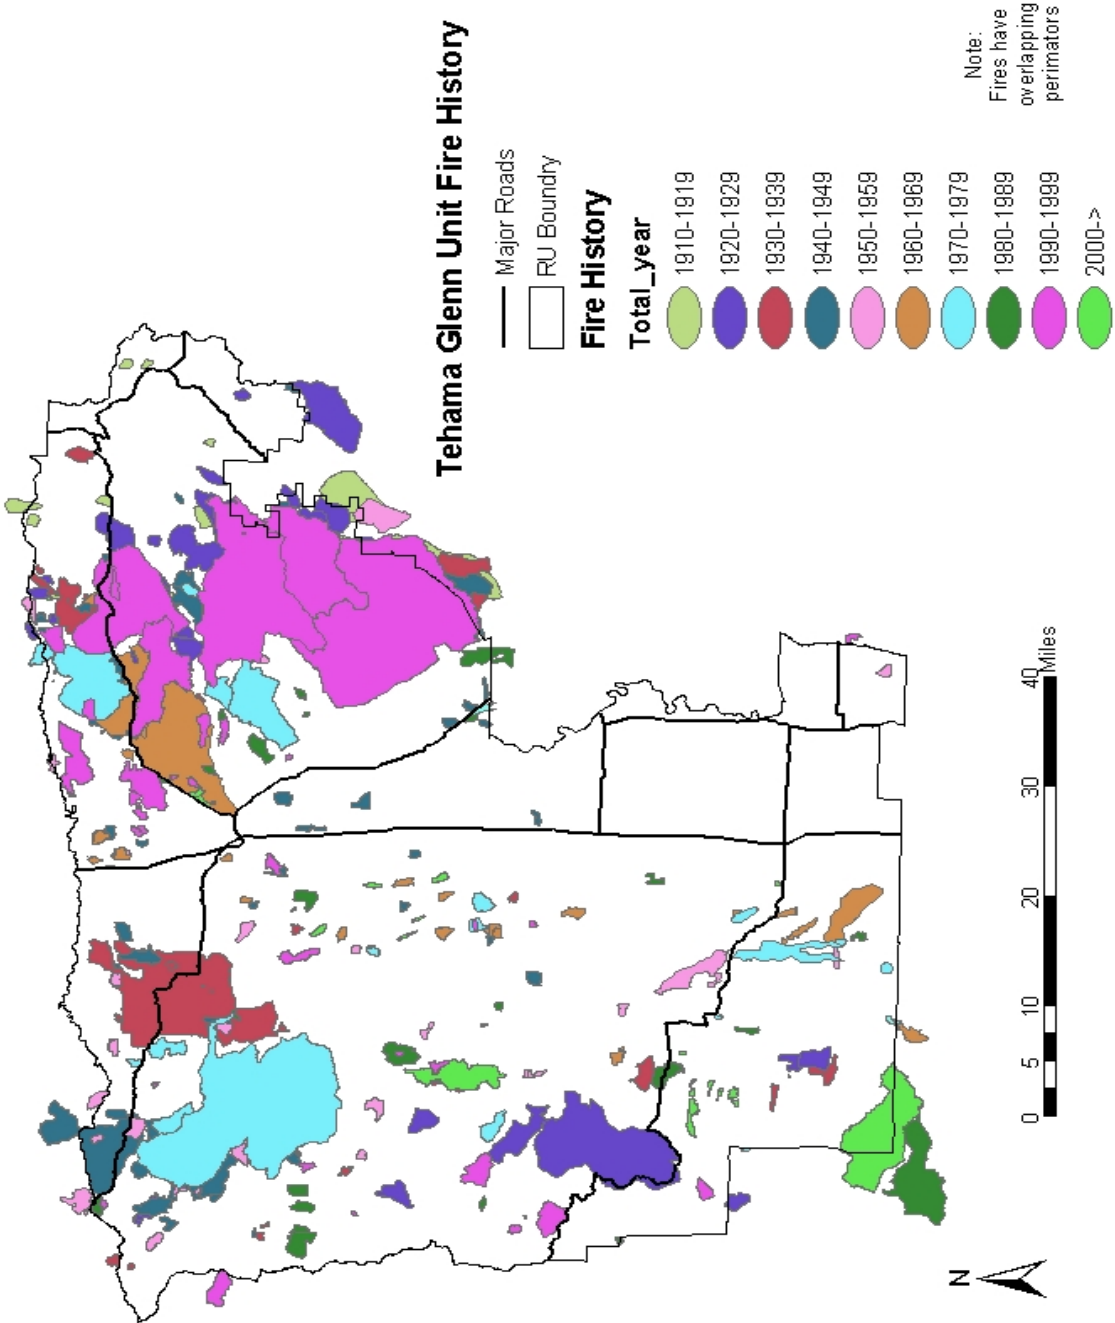 Tehama Glenn Unit Fire History
Major Roads
RU Boundry
Fire History
Total_year
1910-1919
1920-1929
1930-1939
1940-1949
1950-1959
1960-1969
1970-1979
1980-1989
1990-1999
2000->
Note:
Fires have
overlapping
perimators
N
0 5 10 20 30 40
Miles